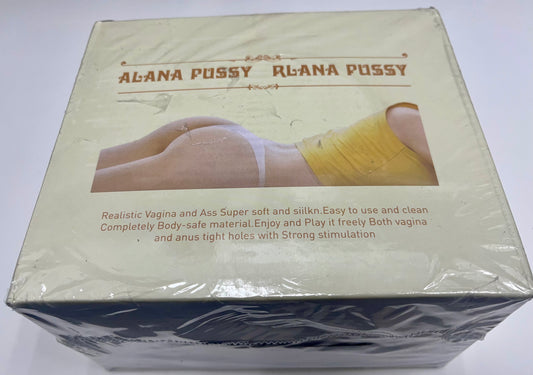 ALANA PUSSY RLANA PUSSY
Realistic Vagina and Ass Super soft and siilkn.Easy to use and clean
Completely Body-safe material.Enjoy and Play it freely Both vagina
and anus tight holes with Strong stimulation